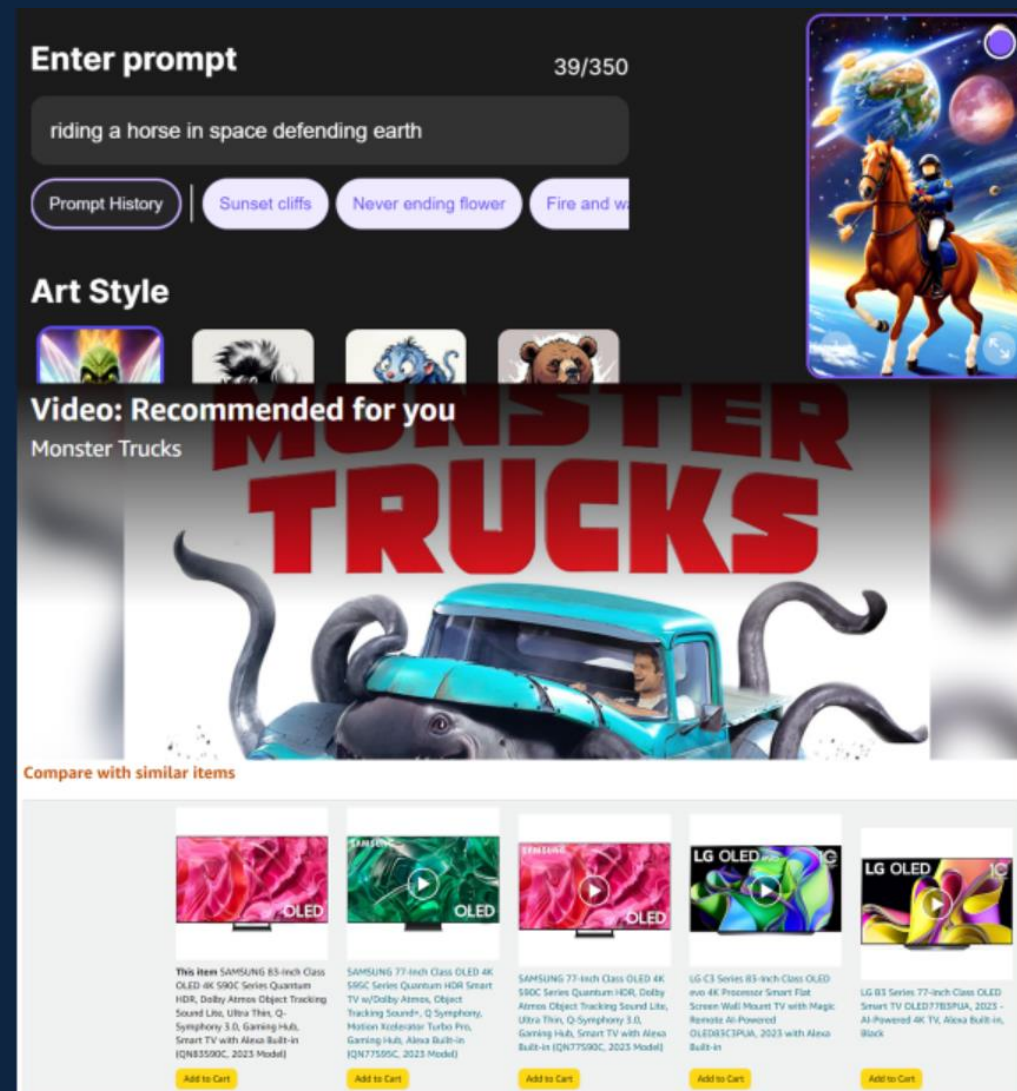 Enter prompt
39/350
riding a horse in space defending earth
Prompt History
Sunset cliffs
Never ending flower
Fire and
Art Style
Video: Recommended for you
Monster Trucks
MONSTER
TRUCKS
Compare with similar items
OLED
SAMSUNG
OLED
SAMSUNG
OLED
LG OLED evo
LG OLED
This item SAMSUNG 83-Inch Class
OLED 4K S90C Series Quantum
HDR, Dolby Atmos Object Tracking
Sound Lite, Ultra Thin, Q-
Symphony 3.0, Gaming Hub,
Smart TV with Alexa Built-in
(QN83S90C, 2023 Model)
Add to Cart
SAMSUNG 77-Inch Class OLED 4K
S95C Series Quantum HDR Smart
TV w/Dolby Atmos, Object
Tracking Sound+, Q Symphony,
Motion Xcelerator Turbo Pro,
Gaming Hub, Alexa Built-in
(QN77S95C, 2023 Model)
Add to Cart
SAMSUNG 77-Inch Class OLED 4K
S90C Series Quantum HDR, Dolby
Atmos Object Tracking Sound Lite,
Ultra Thin, Q-Symphony 3.0,
Gaming Hub, Smart TV with Alexa
Built-in (QN77S90C, 2023 Model)
Add to Cart
LG C3 Series 83-Inch Class OLED
evo 4K Processor Smart Flat
Screen Wall Mount TV with Magic
Remote AI-Powered
OLED83C3PUA, 2023 with Alexa
Built-in
Add to Cart
LG B3 Series 77-Inch Class OLED
Smart TV OLED77B3PUA, 2023 -
AI-Powered 4K TV, Alexa Built-in,
Black
Add to Cart